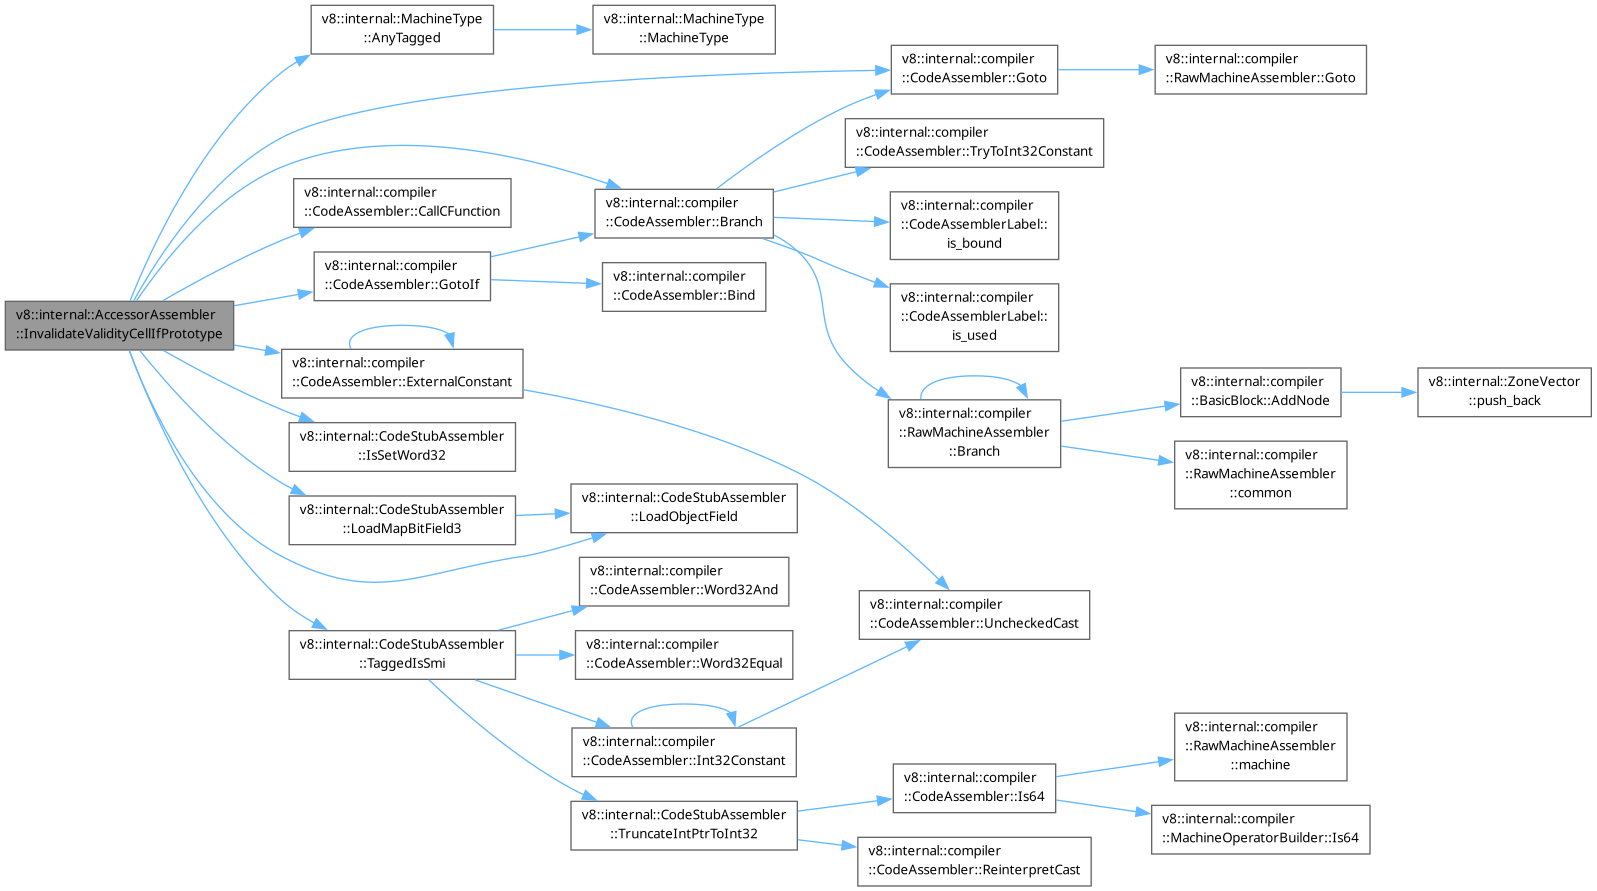 v8::internal::MachineType
::AnyTagged
v8::internal::MachineType
::MachineType
v8::internal::compiler
::CodeAssembler::Goto
v8::internal::compiler
::RawMachineAssembler::Goto
v8::internal::compiler
::CodeAssembler::TryToInt32Constant
v8::internal::compiler
::CodeAssembler::CallCFunction
v8::internal::compiler
::CodeAssembler::Branch
v8::internal::compiler
::CodeAssemblerLabel::
is_bound
v8::internal::compiler
::CodeAssembler::GotoIf
v8::internal::compiler
::CodeAssembler::Bind
v8::internal::compiler
::CodeAssemblerLabel::
is_used
v8::internal::AccessorAssembler
::InvalidateValidityCellIfPrototype
v8::internal::compiler
::CodeAssembler::ExternalConstant
v8::internal::compiler
::RawMachineAssembler
::Branch
v8::internal::compiler
::BasicBlock::AddNode
v8::internal::ZoneVector
::push_back
v8::internal::CodeStubAssembler
::IsSetWord32
v8::internal::compiler
::RawMachineAssembler
::common
v8::internal::CodeStubAssembler
::LoadMapBitField3
v8::internal::CodeStubAssembler
::LoadObjectField
v8::internal::compiler
::CodeAssembler::Word32And
v8::internal::compiler
::CodeAssembler::UncheckedCast
v8::internal::CodeStubAssembler
::TaggedIsSmi
v8::internal::compiler
::CodeAssembler::Word32Equal
v8::internal::compiler
::CodeAssembler::Int32Constant
v8::internal::compiler
::RawMachineAssembler
::machine
v8::internal::compiler
::CodeAssembler::Is64
v8::internal::CodeStubAssembler
::TruncateIntPtrToInt32
v8::internal::compiler
::MachineOperatorBuilder::Is64
v8::internal::compiler
::CodeAssembler::ReinterpretCast